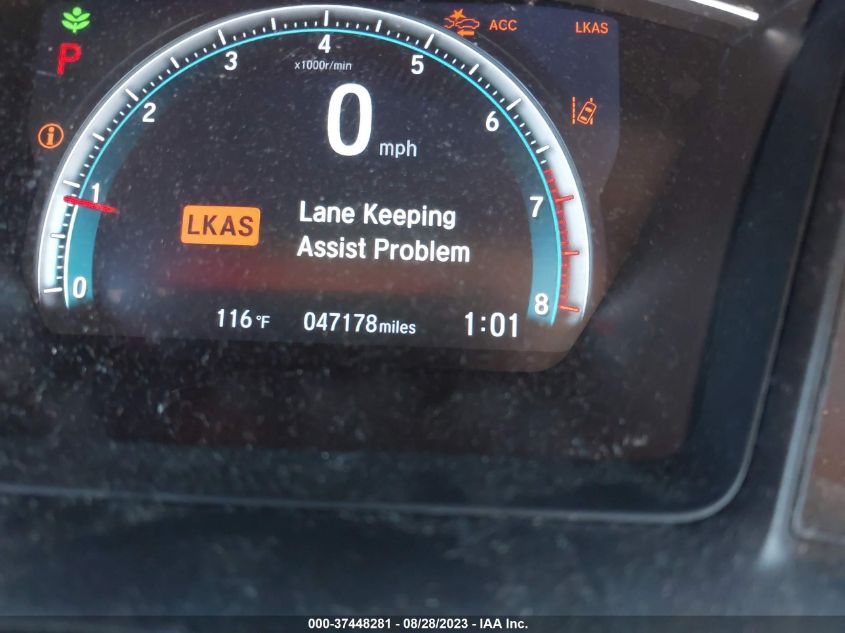 P
ACC
LKAS
i
0
1
2
3
4
5
6
7
8
x1000r/min
0 mph
LKAS
Lane Keeping
Assist Problem
116°F 047178miles 1:01
000-37448281 - 08/28/2023 - IAA Inc.